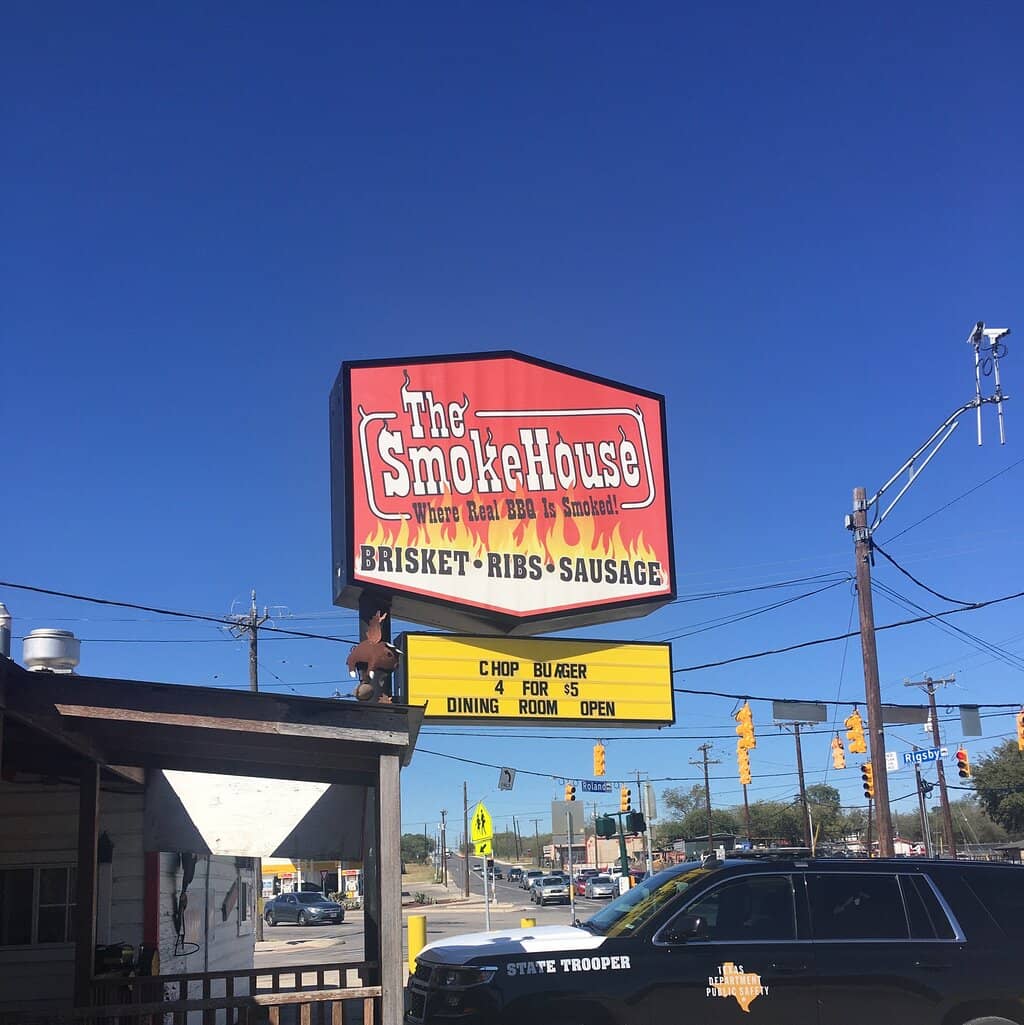 The
SmokeHouse
Where Real BBQ Is Smoked!
BRISKET • RIBS • SAUSAGE
CHOP BURGER
4 FOR $5
DINING ROOM OPEN
Rigsby
Roland
STATE TROOPER
TEXAS
DEPARTMENT
PUBLIC SAFETY